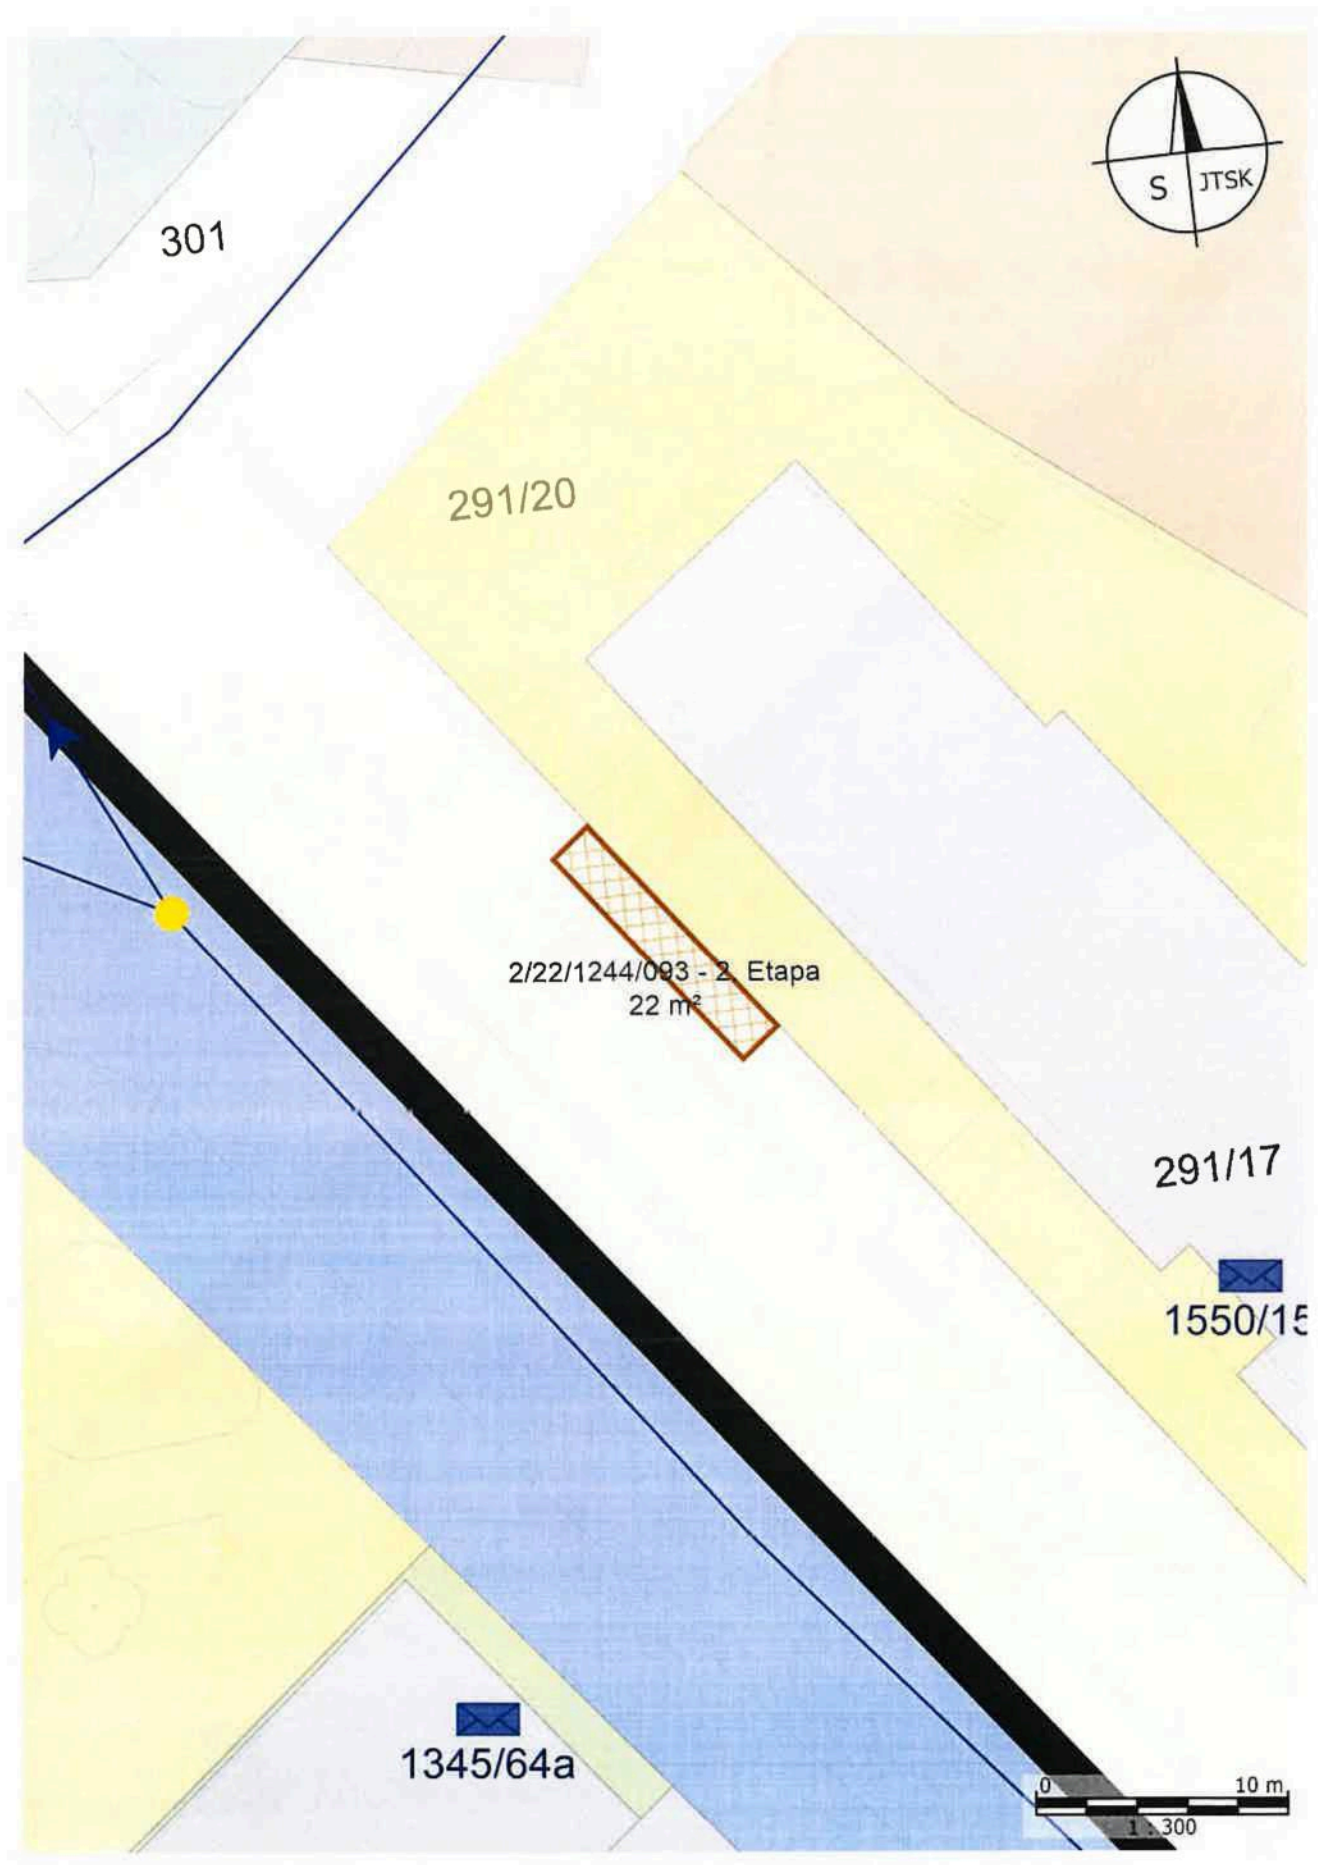 S JTSK
301
291/20
2/22/1244/093 - 2. Etapa
22 m²
291/17
1550/15
1345/64a
0 10 m
1 : 300